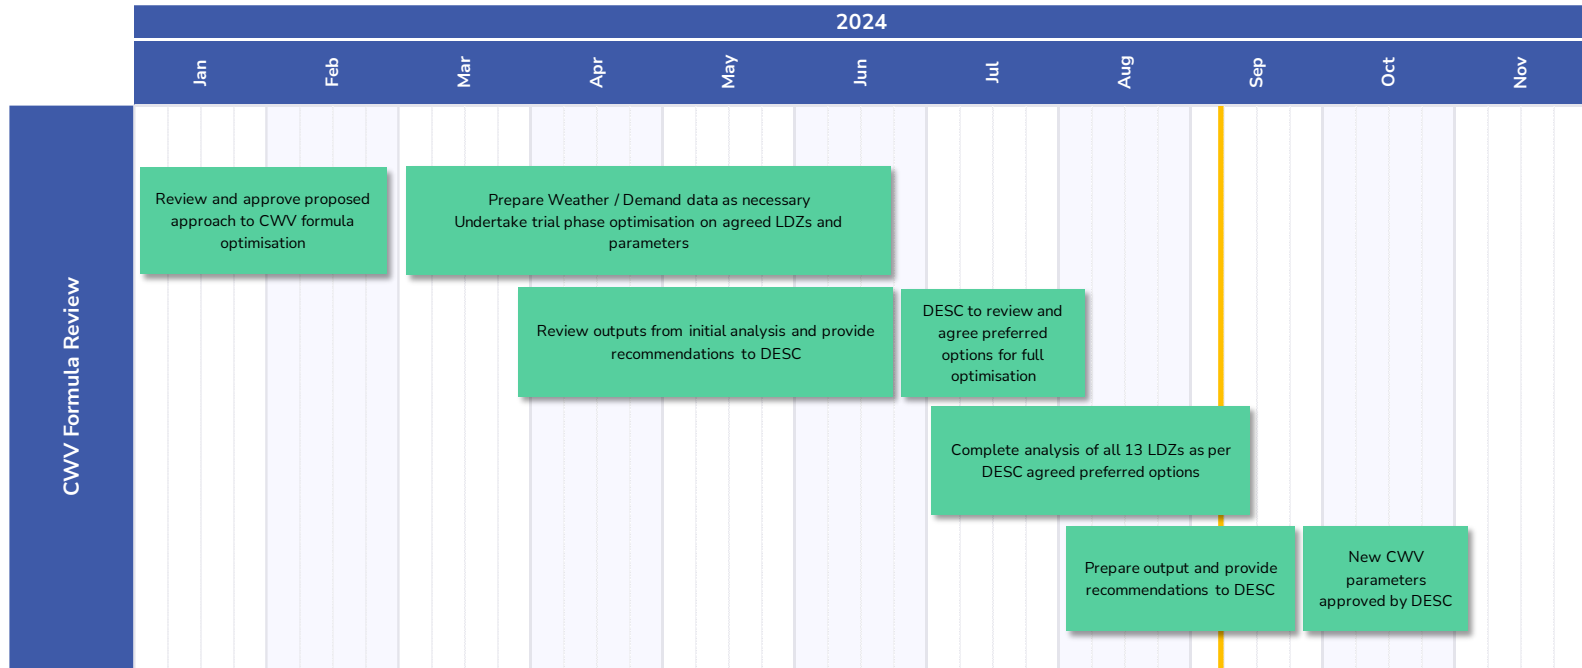 2024
Jan
Feb
Mar
Apr
May
Jun
Jul
Aug
Sep
Oct
Nov
CWV Formula Review
Review and approve proposed
approach to CWV formula
optimisation
Prepare Weather / Demand data as necessary
Undertake trial phase optimisation on agreed LDZs and
parameters
Review outputs from initial analysis and provide
recommendations to DESC
DESC to review and
agree preferred
options for full
optimisation
Complete analysis of all 13 LDZs as per
DESC agreed preferred options
Prepare output and provide
recommendations to DESC
New CWV
parameters
approved by DESC